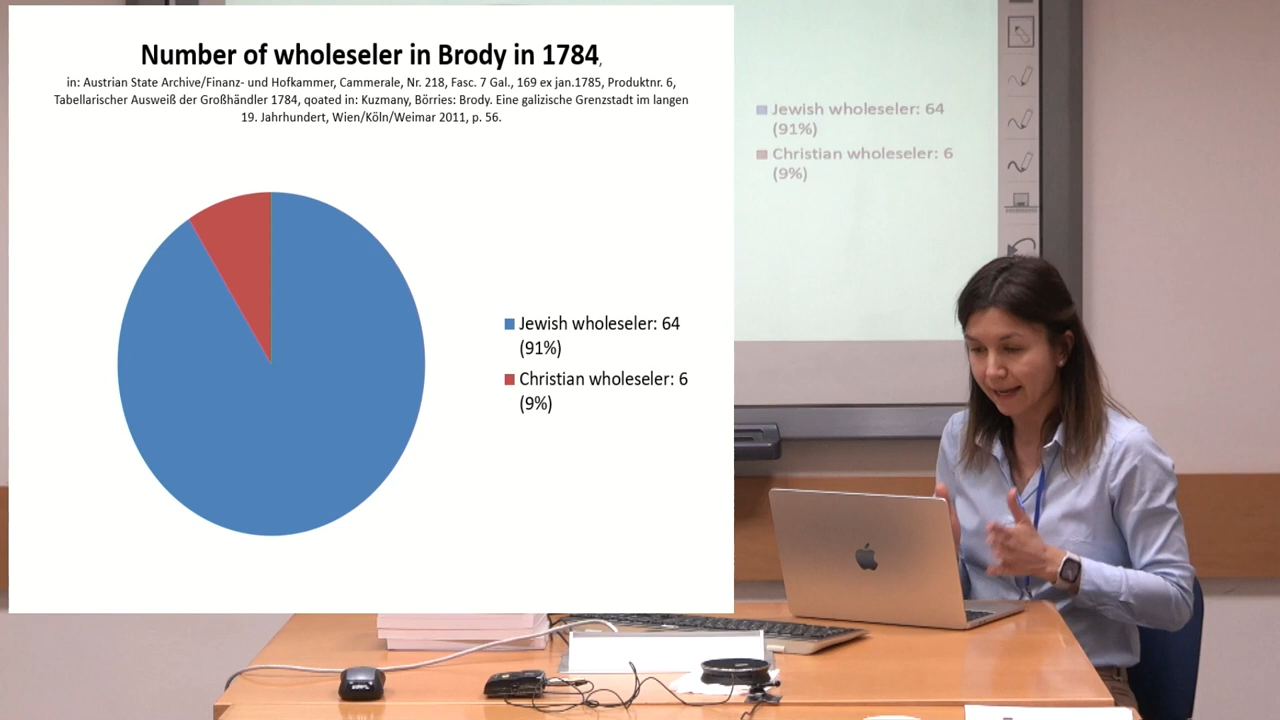 Number of wholeseler in Brody in 1784,
in: Austrian State Archive/Finanz- und Hofkammer, Cammerale, Nr. 218, Fasc. 7 Gal., 169 ex jan.1785, Produktnr. 6,
Tabellarischer Ausweiß der Großhändler 1784, qoated in: Kuzmany, Börries: Brody. Eine galizische Grenzstadt im langen
19. Jahrhundert, Wien/Köln/Weimar 2011, p. 56.
Jewish wholeseler: 64
(91%)
Christian wholeseler: 6
(9%)
Jewish wholeseler: 64
(91%)
Christian wholeseler: 6
(9%)